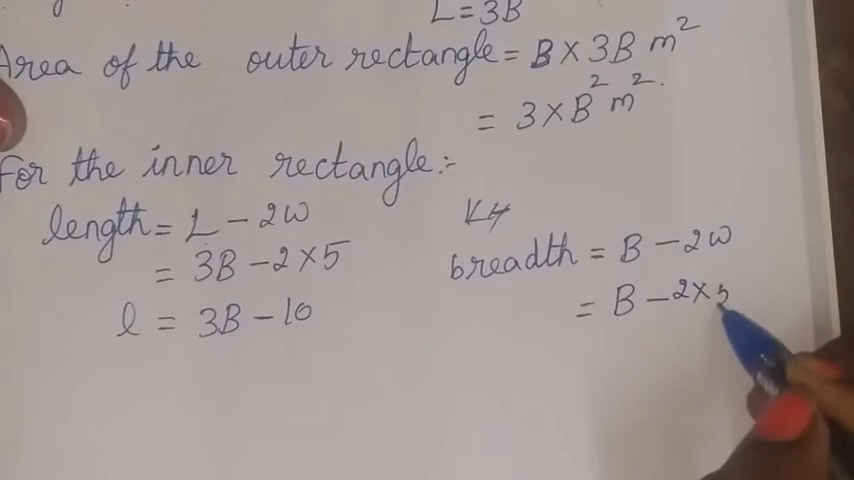 L = 3B
Area of the outer rectangle = B × 3B m²
= 3 × B² m².
For the inner rectangle :-
length = L - 2w
= 3B - 2×5
l = 3B - 10
breadth = B - 2w
= B - 2×5